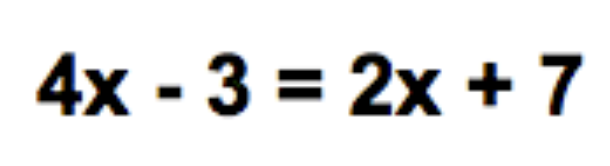 4x - 3 = 2x + 7